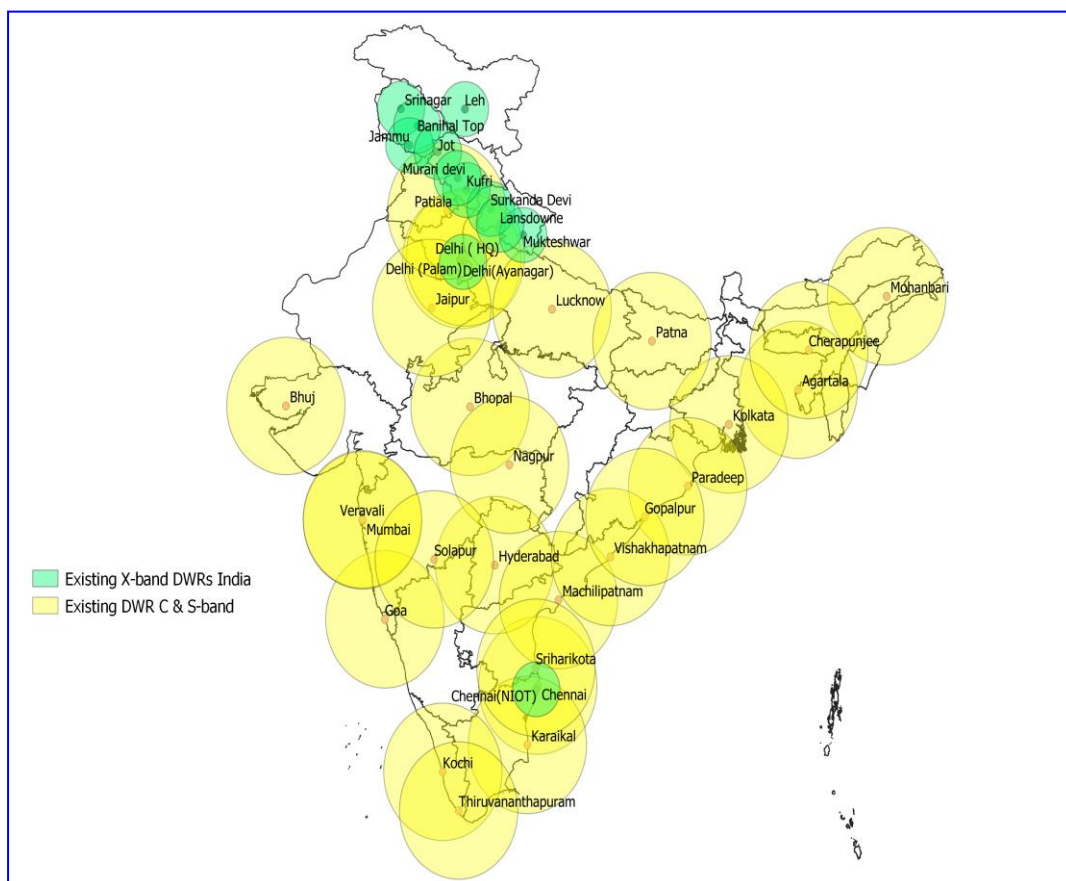 Srinagar
Leh
Banihal Top
Jammu
Jot
Murari devi
Kufri
Patiala
Surkanda Devi
Lansdowne
Mukteshwar
Delhi ( HQ)
Delhi (Palam)
Delhi(Ayanagar)
Jaipur
Lucknow
Mohanbari
Patna
Cherapunjee
Agartala
Bhuj
Bhopal
Kolkata
Nagpur
Paradeep
Veravali
Gopalpur
Mumbai
Solapur
Hyderabad
Vishakhapatnam
Existing X-band DWRs India
Machilipatnam
Existing DWR C & S-band
Goa
Sriharikota
Chennai(NIOT)
Chennai
Karaikal
Kochi
Thiruvananthapuram